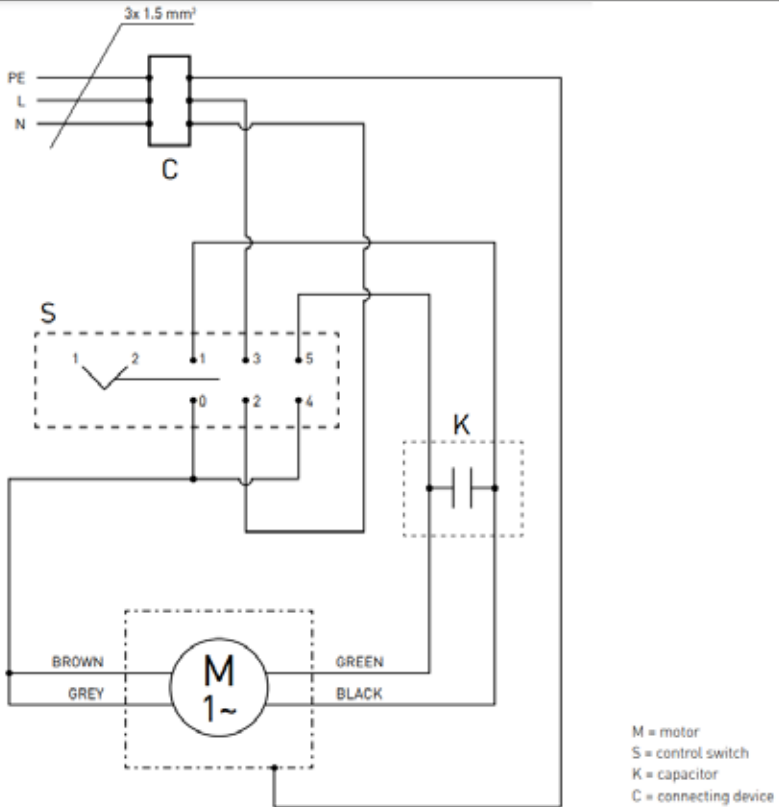 3x 1.5 mm²
PE
L
N
C
S
1 2 1 3 5
0 2 4
K
BROWN
GREY
M
1~
GREEN
BLACK
M = motor
S = control switch
K = capacitor
C = connecting device